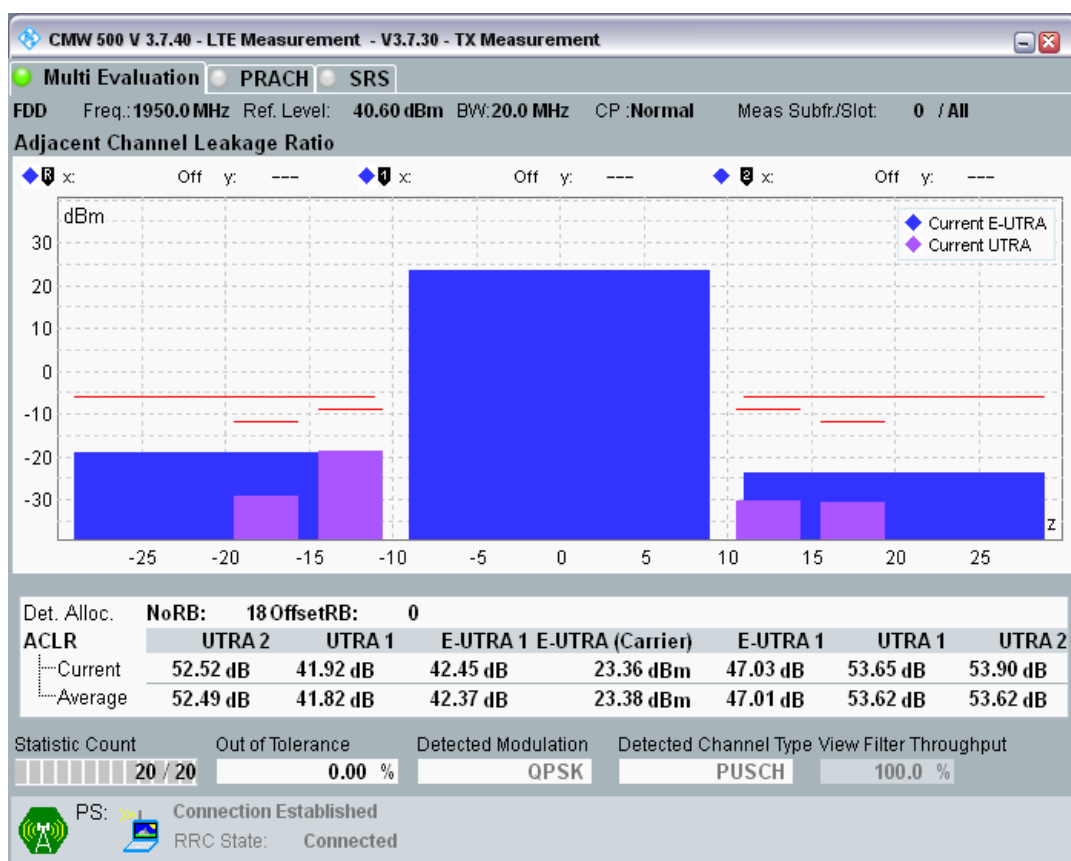 CMW 500 V 3.7.40 - LTE Measurement - V3.7.30 - TX Measurement
Multi Evaluation PRACH SRS
FDD Freq.: 1950.0 MHz Ref. Level: 40.60 dBm BW: 20.0 MHz CP : Normal Meas Subfr./Slot: 0 / All
Adjacent Channel Leakage Ratio
R x: Off y: --- 1 x: Off y: --- 2 x: Off y: ---
dBm
Current E-UTRA
Current UTRA
30
20
10
0
-10
-20
-30
z
-25 -20 -15 -10 -5 0 5 10 15 20 25
Det. Alloc. NoRB: 18 OffsetRB: 0
ACLR UTRA 2 UTRA 1 E-UTRA 1 E-UTRA (Carrier) E-UTRA 1 UTRA 1 UTRA 2
Current 52.52 dB 41.92 dB 42.45 dB 23.36 dBm 47.03 dB 53.65 dB 53.90 dB
Average 52.49 dB 41.82 dB 42.37 dB 23.38 dBm 47.01 dB 53.62 dB 53.62 dB
Statistic Count Out of Tolerance Detected Modulation Detected Channel Type View Filter Throughput
20 / 20 0.00 % QPSK PUSCH 100.0 %
PS: Connection Established
RRC State: Connected